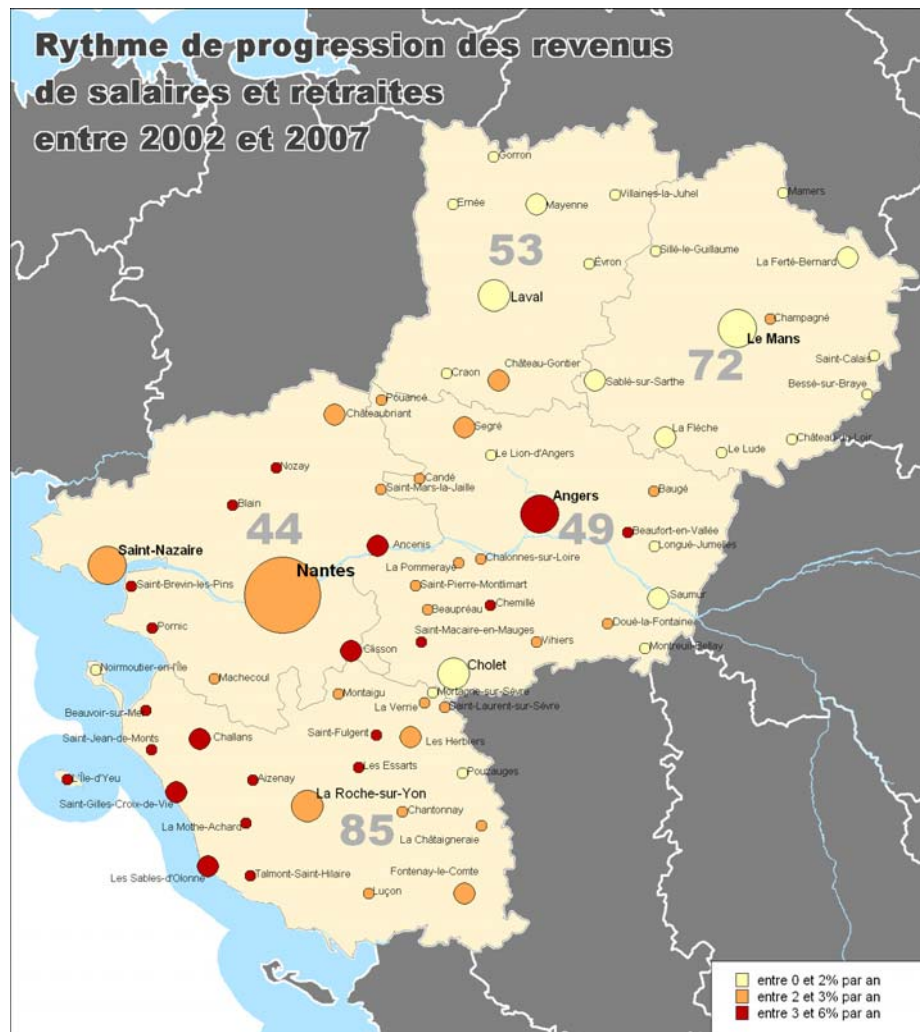 Rythme de progression des revenus
de salaires et retraites
entre 2002 et 2007
Gorron
Villaines-la-Juhel
Mamers
Ernée
Mayenne
53
Sillé-le-Guillaume
La Ferté-Bernard
Évron
Laval
Champagné
Le Mans
72
Saint-Calais
Château-Gontier
Craon
Sablé-sur-Sarthe
Bessé-sur-Braye
Pouancé
Châteaubriant
Segré
La Flèche
Château-du-Loir
Le Lude
Le Lion-d'Angers
Nozay
Candé
Saint-Mars-la-Jaille
Baugé
Angers
Blain
44
49
Beaufort-en-Vallée
Ancenis
Longué-Jumelles
Saint-Nazaire
La Pommeraye
Chalonnes-sur-Loire
Nantes
Saint-Brevin-les-Pins
Saint-Pierre-Montlimart
Saumur
Beaupréau
Chemillé
Pornic
Doué-la-Fontaine
Saint-Macaire-en-Mauges
Vihiers
Clisson
Montreuil-Bellay
Cholet
Noirmoutier-en-l'Île
Machecoul
Montaigu
Mortagne-sur-Sèvre
La Verrie
Saint-Laurent-sur-Sèvre
Beauvoir-sur-Mer
Saint-Jean-de-Monts
Challans
Saint-Fulgent
Les Herbiers
Les Essarts
L'Île-d'Yeu
Aizenay
Pouzauges
Saint-Gilles-Croix-de-Vie
La Roche-sur-Yon
Chantonnay
La Mothe-Achard
85
La Châtaigneraie
Les Sables-d'Olonne
Talmont-Saint-Hilaire
Fontenay-le-Comte
Luçon
entre 0 et 2% par an
entre 2 et 3% par an
entre 3 et 6% par an